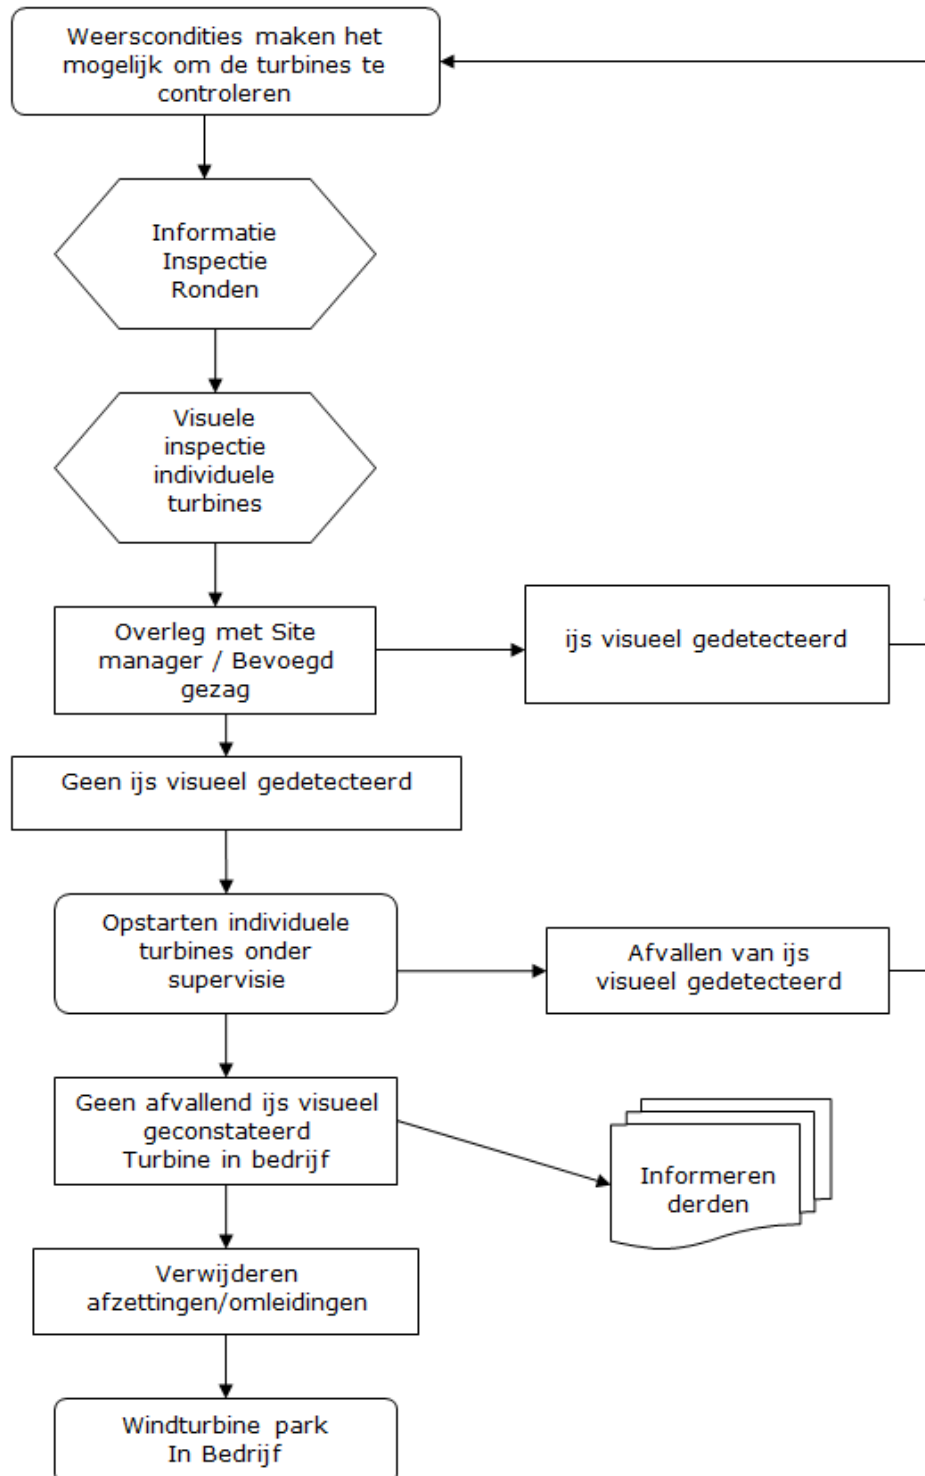 Weerscondities maken het
mogelijk om de turbines te
controleren
Informatie
Inspectie
Ronden
Visuele
inspectie
individuele
turbines
Overleg met Site
manager / Bevoegd
gezag
ijs visueel gedetecteerd
Geen ijs visueel gedetecteerd
Opstarten individuele
turbines onder
supervisie
Afvallen van ijs
visueel gedetecteerd
Geen afvallend ijs visueel
geconstateerd
Turbine in bedrijf
Informeren
derden
Verwijderen
afzettingen/omleidingen
Windturbine park
In Bedrijf